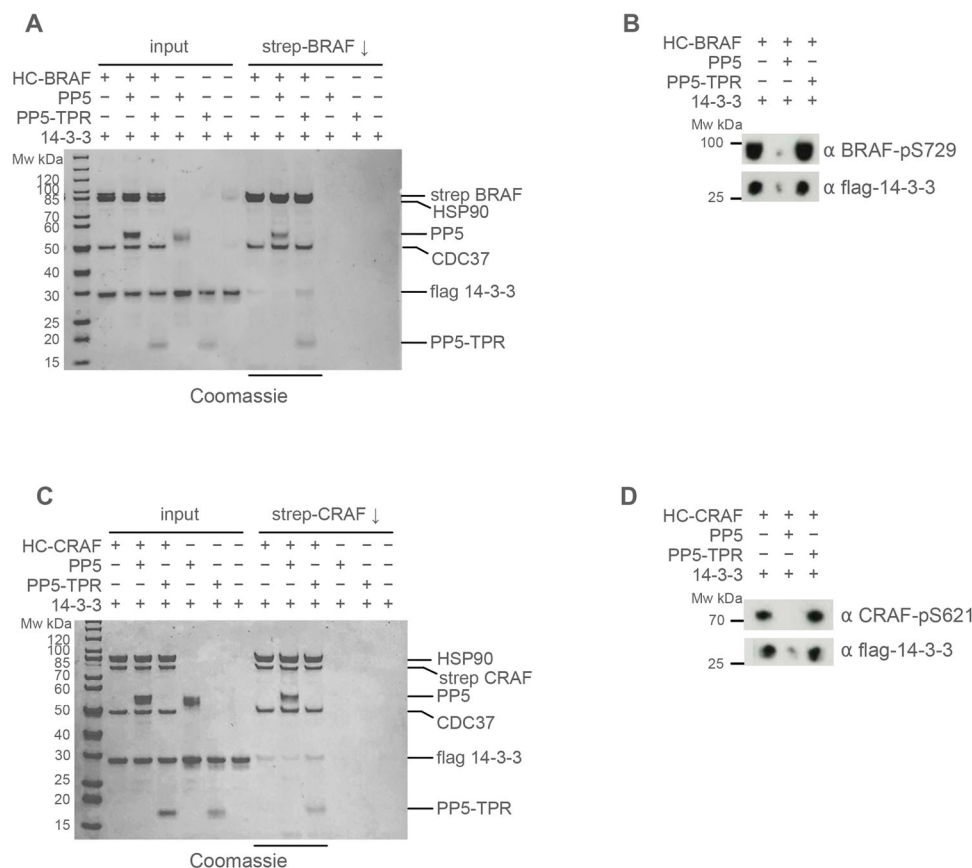 A
input strep-BRAF ↓
HC-BRAF + + + − − − + + + − − −
PP5 − + − + − − − + − + − −
PP5-TPR − − + − + − − − + − + −
14-3-3 + + + + + + + + + + + +
Mw kDa
120
100
85
70
60
50
40
30
25
20
15
strep BRAF
HSP90
PP5
CDC37
flag 14-3-3
PP5-TPR
Coomassie
B
HC-BRAF + + +
PP5 − + −
PP5-TPR − − +
14-3-3 + + +
Mw kDa
100
α BRAF-pS729
25
α flag-14-3-3
C
input strep-CRAF ↓
HC-CRAF + + + − − − + + + − − −
PP5 − + − + − − − + − + − −
PP5-TPR − − + − + − − − + − + −
14-3-3 + + + + + + + + + + + +
Mw kDa
120
100
85
70
60
50
40
30
25
20
15
HSP90
strep CRAF
PP5
CDC37
flag 14-3-3
PP5-TPR
Coomassie
D
HC-CRAF + + +
PP5 − + −
PP5-TPR − − +
14-3-3 + + +
Mw kDa
70
α CRAF-pS621
25
α flag-14-3-3